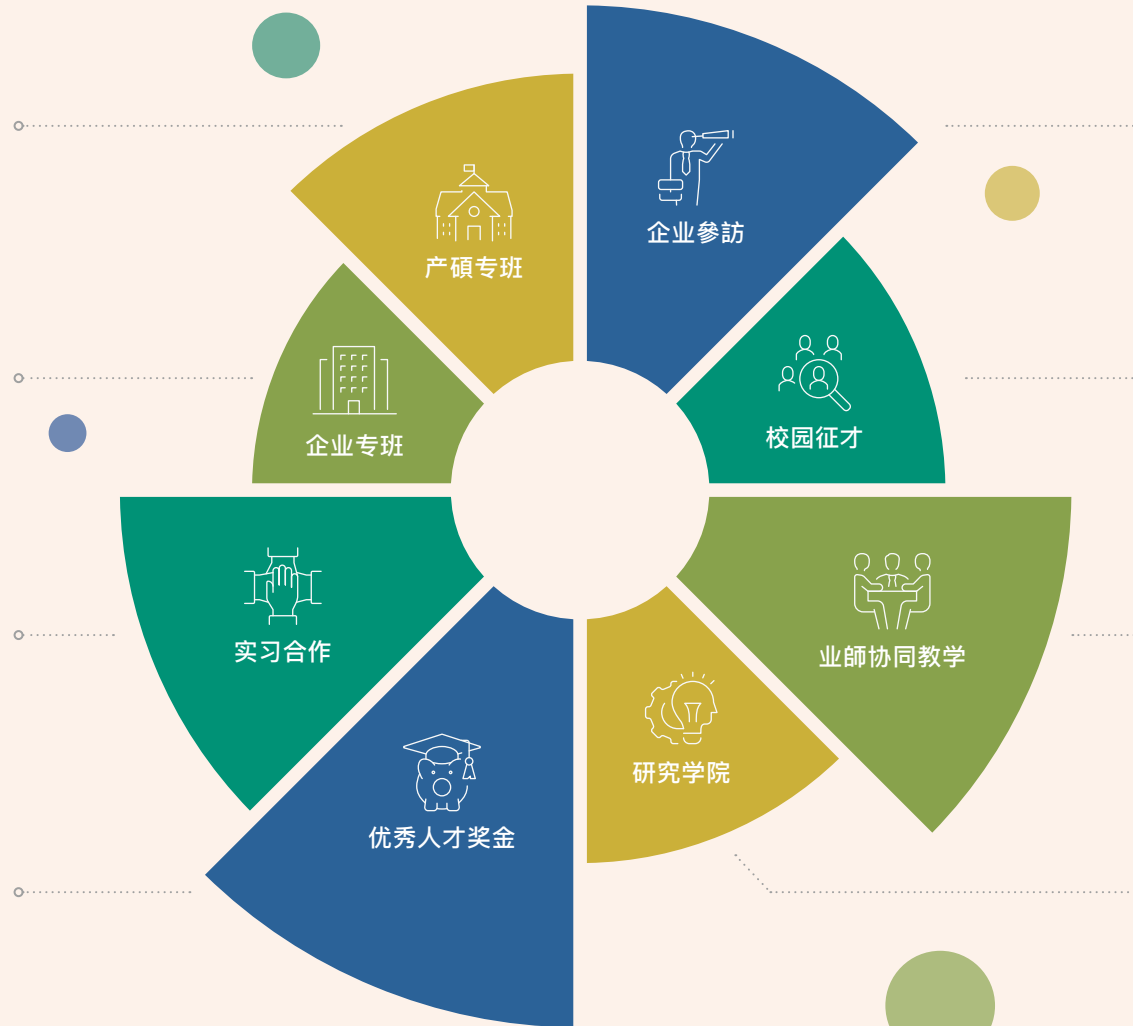 企业參訪
产碩专班
校园征才
企业专班
实习合作
业師协同教学
研究学院
优秀人才奖金